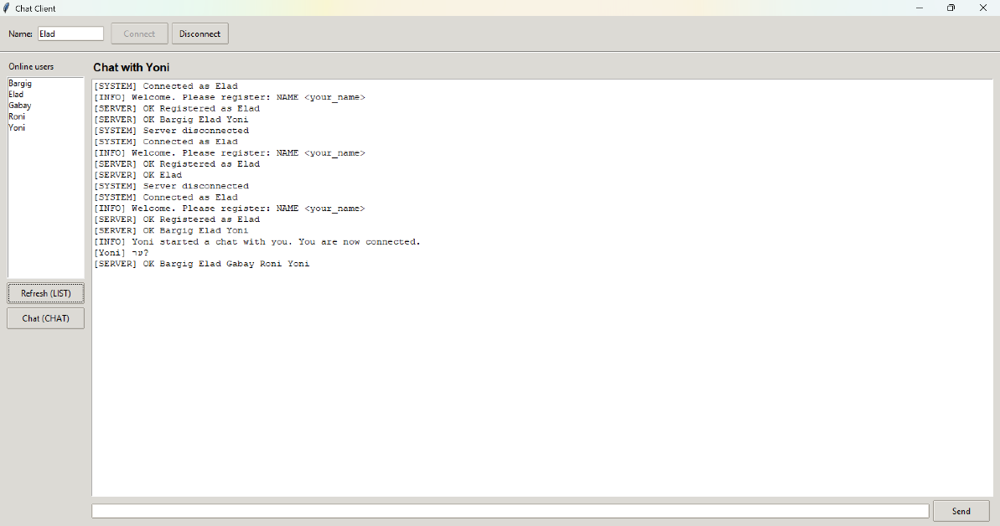 Chat Client
Name: Elad Connect Disconnect
Online users
Bargig
Elad
Gabay
Roni
Yoni
Refresh (LIST)
Chat (CHAT)
Chat with Yoni
[SYSTEM] Connected as Elad
[INFO] Welcome. Please register: NAME <your_name>
[SERVER] OK Registered as Elad
[SERVER] OK Bargig Elad Yoni
[SYSTEM] Server disconnected
[SYSTEM] Connected as Elad
[INFO] Welcome. Please register: NAME <your_name>
[SERVER] OK Registered as Elad
[SERVER] OK Elad
[SYSTEM] Server disconnected
[SYSTEM] Connected as Elad
[INFO] Welcome. Please register: NAME <your_name>
[SERVER] OK Registered as Elad
[SERVER] OK Bargig Elad Yoni
[INFO] Yoni started a chat with you. You are now connected.
[Yoni] ער?
[SERVER] OK Bargig Elad Gabay Roni Yoni
Send